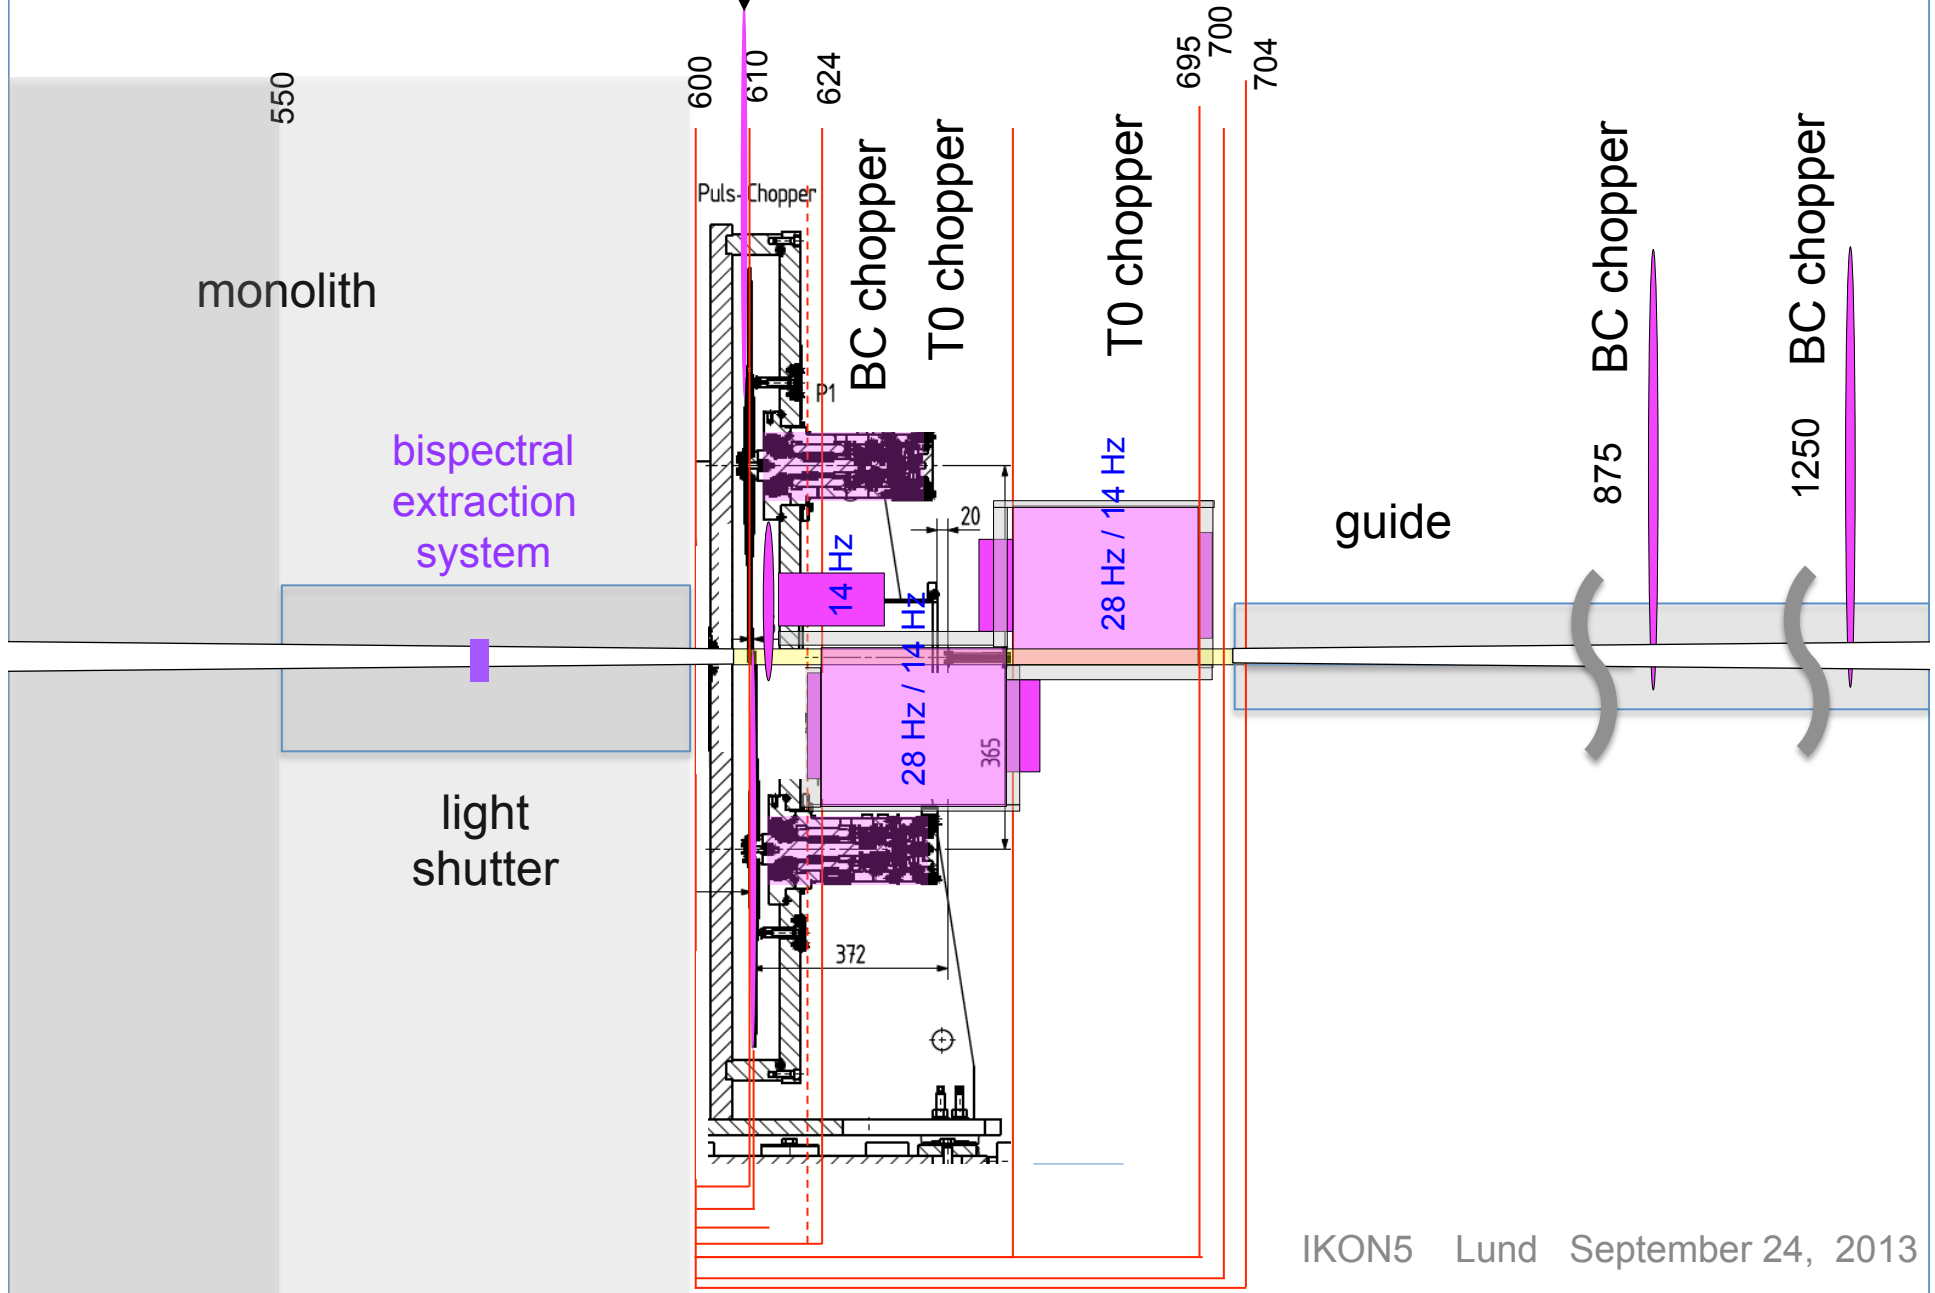 550
600
610
624
695
700
704
Puls-Chopper
BC chopper
T0 chopper
T0 chopper
BC chopper
BC chopper
monolith
P1
bispectral
extraction
system
875
1250
20
guide
14 Hz
28 Hz / 14 Hz
28 Hz / 14 Hz
365
light
shutter
372
IKON5 Lund September 24, 2013